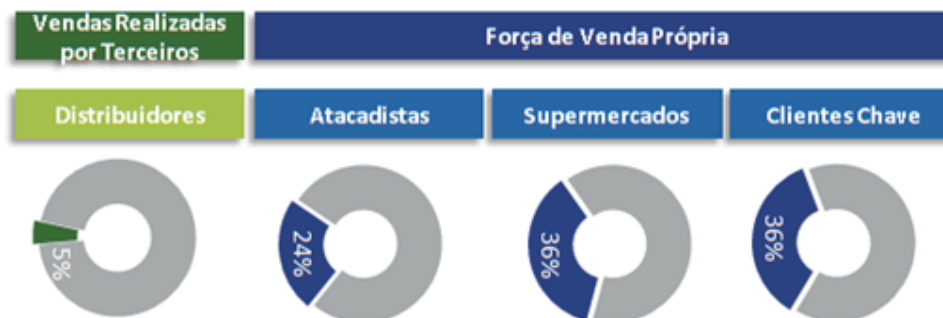 Vendas Realizadas
por Terceiros
Força de Venda Própria
Distribuidores
Atacadistas
Supermercados
Clientes Chave
5%
24%
36%
36%